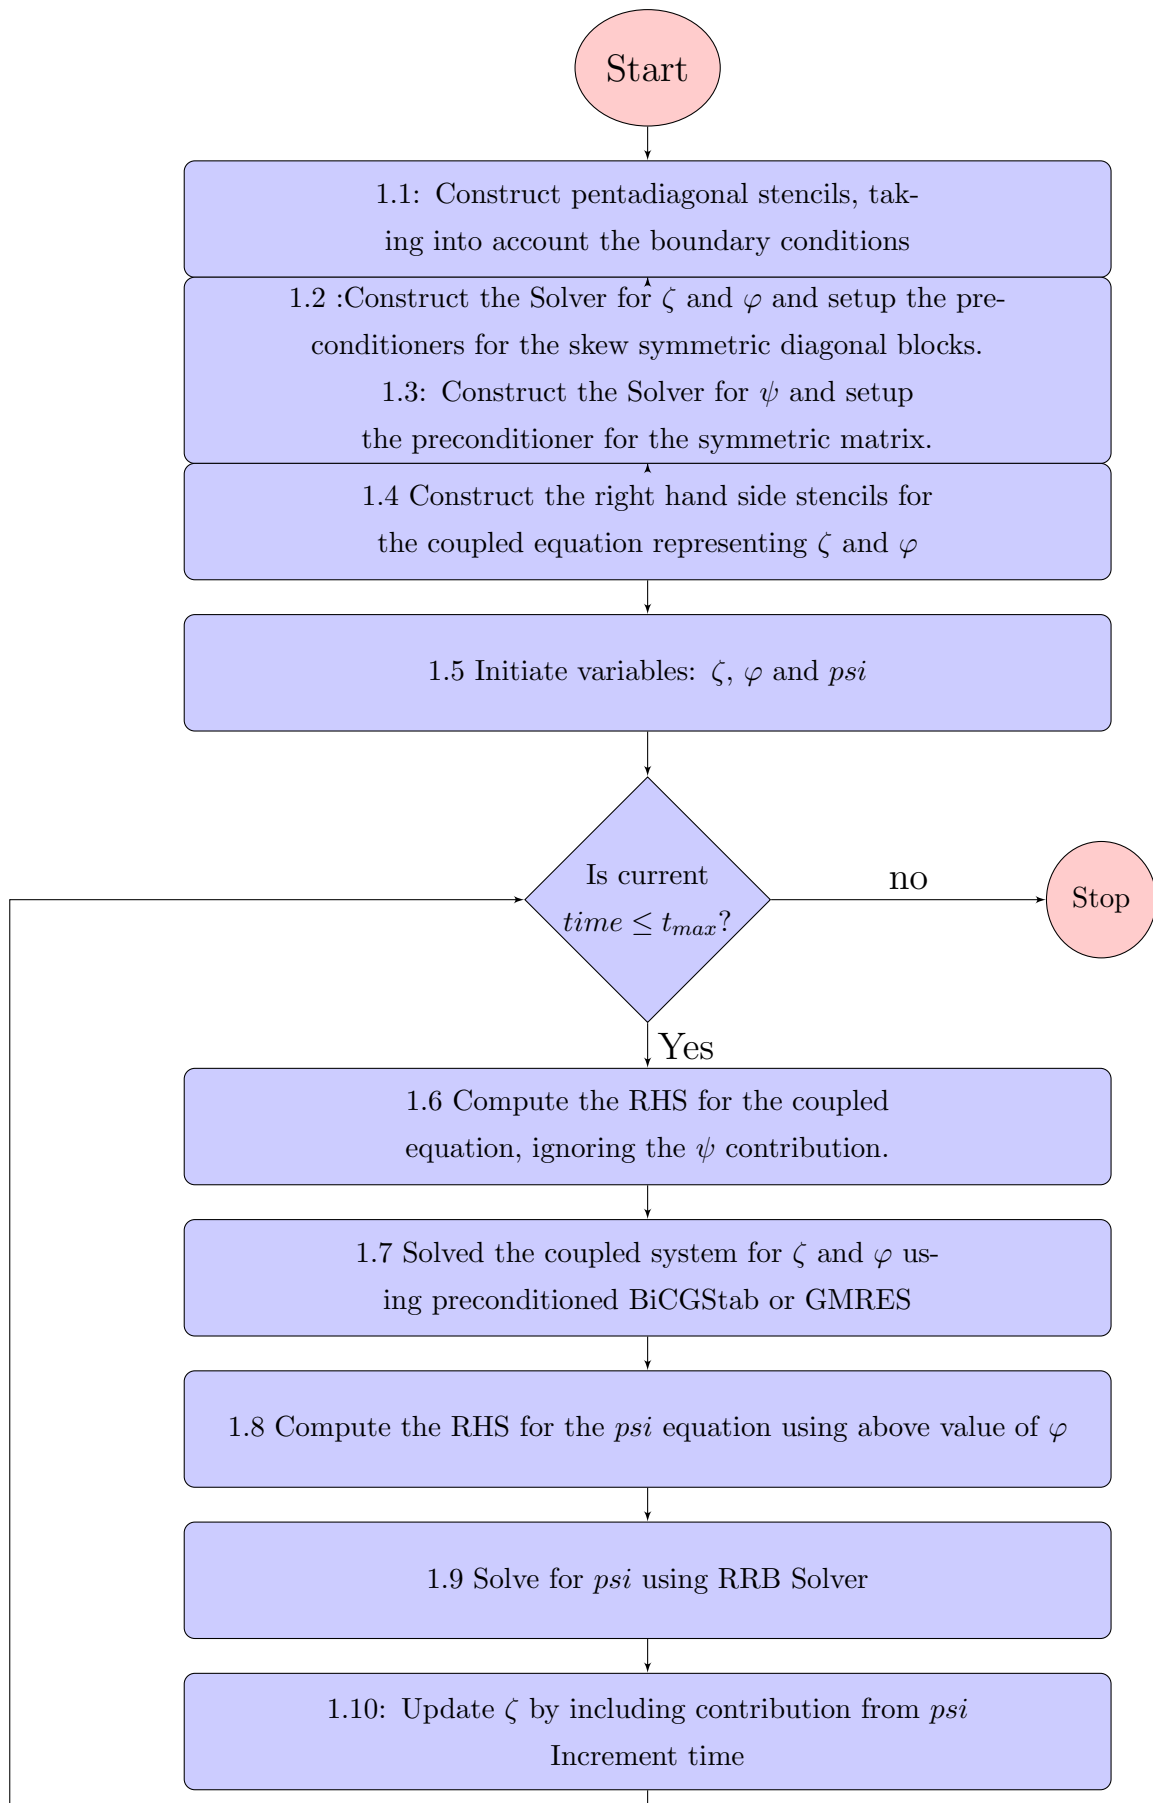 Start
1.1: Construct pentadiagonal stencils, tak-
ing into account the boundary conditions
1.2 :Construct the Solver for ζ and φ and setup the pre-
conditioners for the skew symmetric diagonal blocks.
1.3: Construct the Solver for ψ and setup
the preconditioner for the symmetric matrix.
1.4 Construct the right hand side stencils for
the coupled equation representing ζ and φ
1.5 Initiate variables: ζ, φ and psi
Is current
time ≤ t_{max}?
no
Stop
Yes
1.6 Compute the RHS for the coupled
equation, ignoring the ψ contribution.
1.7 Solved the coupled system for ζ and φ us-
ing preconditioned BiCGStab or GMRES
1.8 Compute the RHS for the psi equation using above value of φ
1.9 Solve for psi using RRB Solver
1.10: Update ζ by including contribution from psi
Increment time